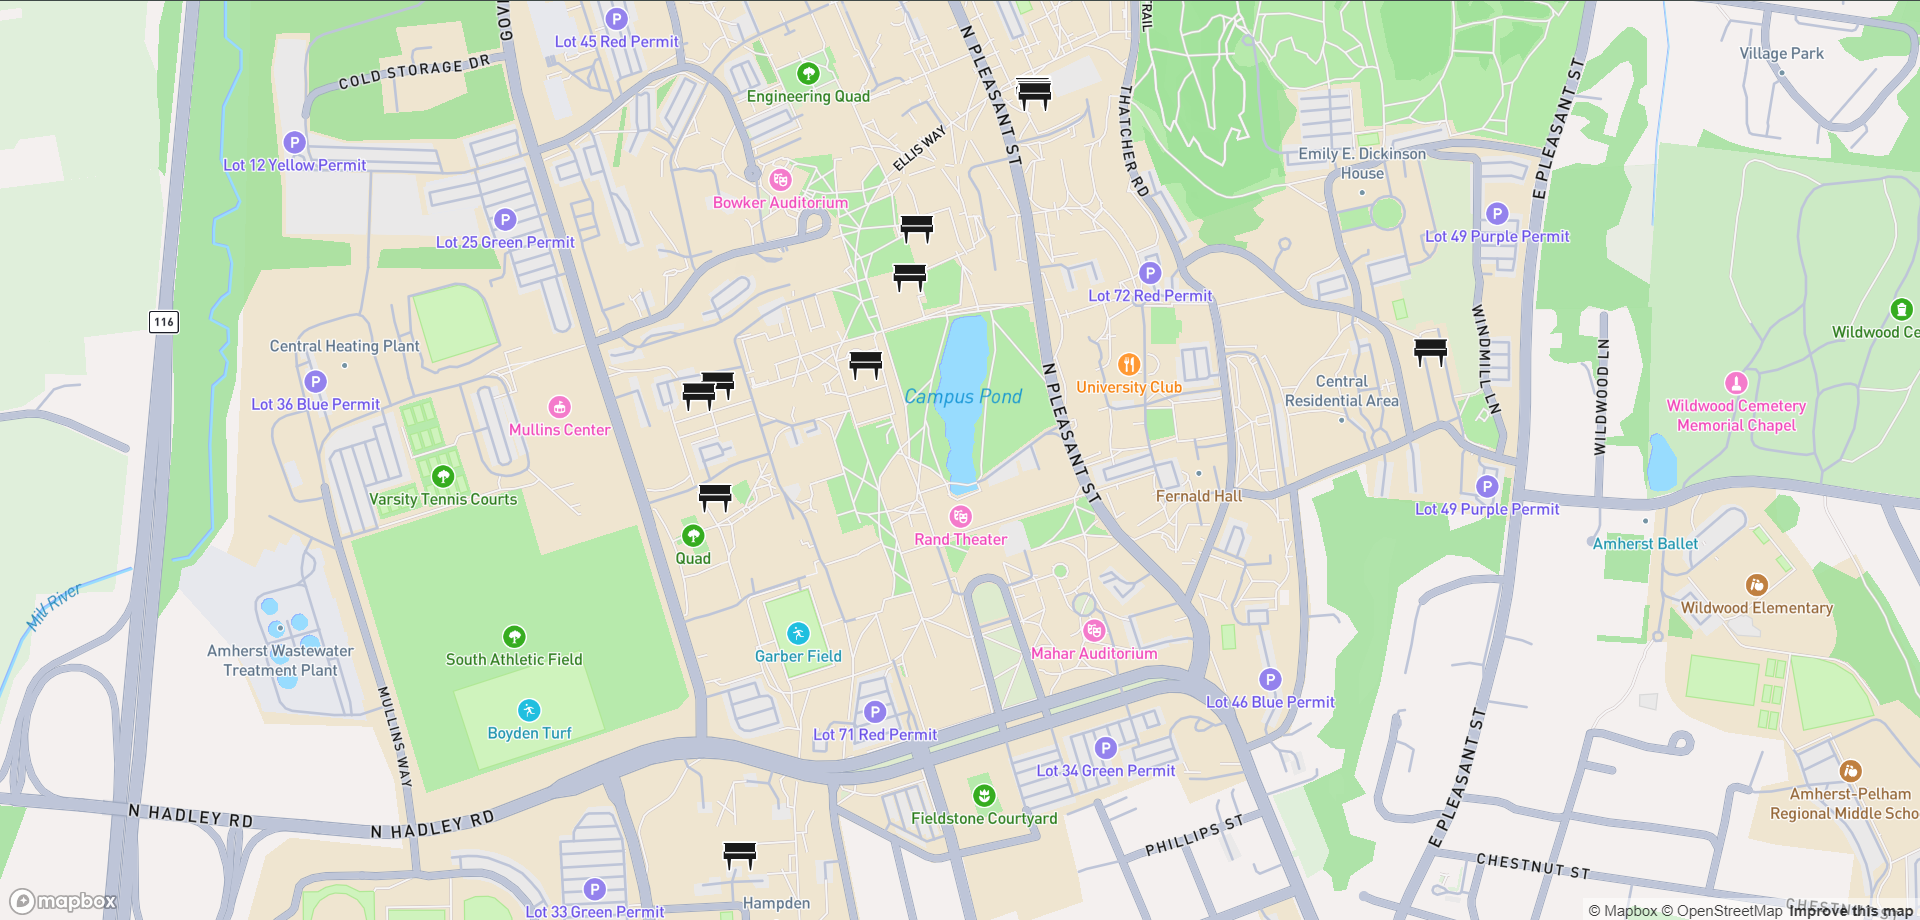 GOV
N PLEASANT ST
TRAIL
Lot 45 Red Permit
COLD STORAGE DR
Engineering Quad
Village Park
E PLEASANT ST
THATCHER RD
ELLIS WAY
Lot 12 Yellow Permit
Emily E. Dickinson
House
Bowker Auditorium
Lot 25 Green Permit
Lot 49 Purple Permit
Lot 72 Red Permit
116
Central Heating Plant
WINDMILL LN
Wildwood Ce
WILDWOOD LN
Lot 36 Blue Permit
Campus Pond
University Club
Central
Residential Area
Wildwood Cemetery
Memorial Chapel
Mullins Center
N PLEASANT ST
Varsity Tennis Courts
Fernald Hall
Lot 49 Purple Permit
Rand Theater
Amherst Ballet
Quad
Mill River
Wildwood Elementary
Amherst Wastewater
Treatment Plant
South Athletic Field
Garber Field
Mahar Auditorium
Lot 46 Blue Permit
MULLINS WAY
Boyden Turf
Lot 71 Red Permit
E PLEASANT ST
Lot 34 Green Permit
Amherst-Pelham
Regional Middle Scho
N HADLEY RD
N HADLEY RD
Fieldstone Courtyard
PHILLIPS ST
CHESTNUT ST
mapbox
Hampden
Lot 33 Green Permit
CHESTNUT S
© Mapbox © OpenStreetMap Improve this map